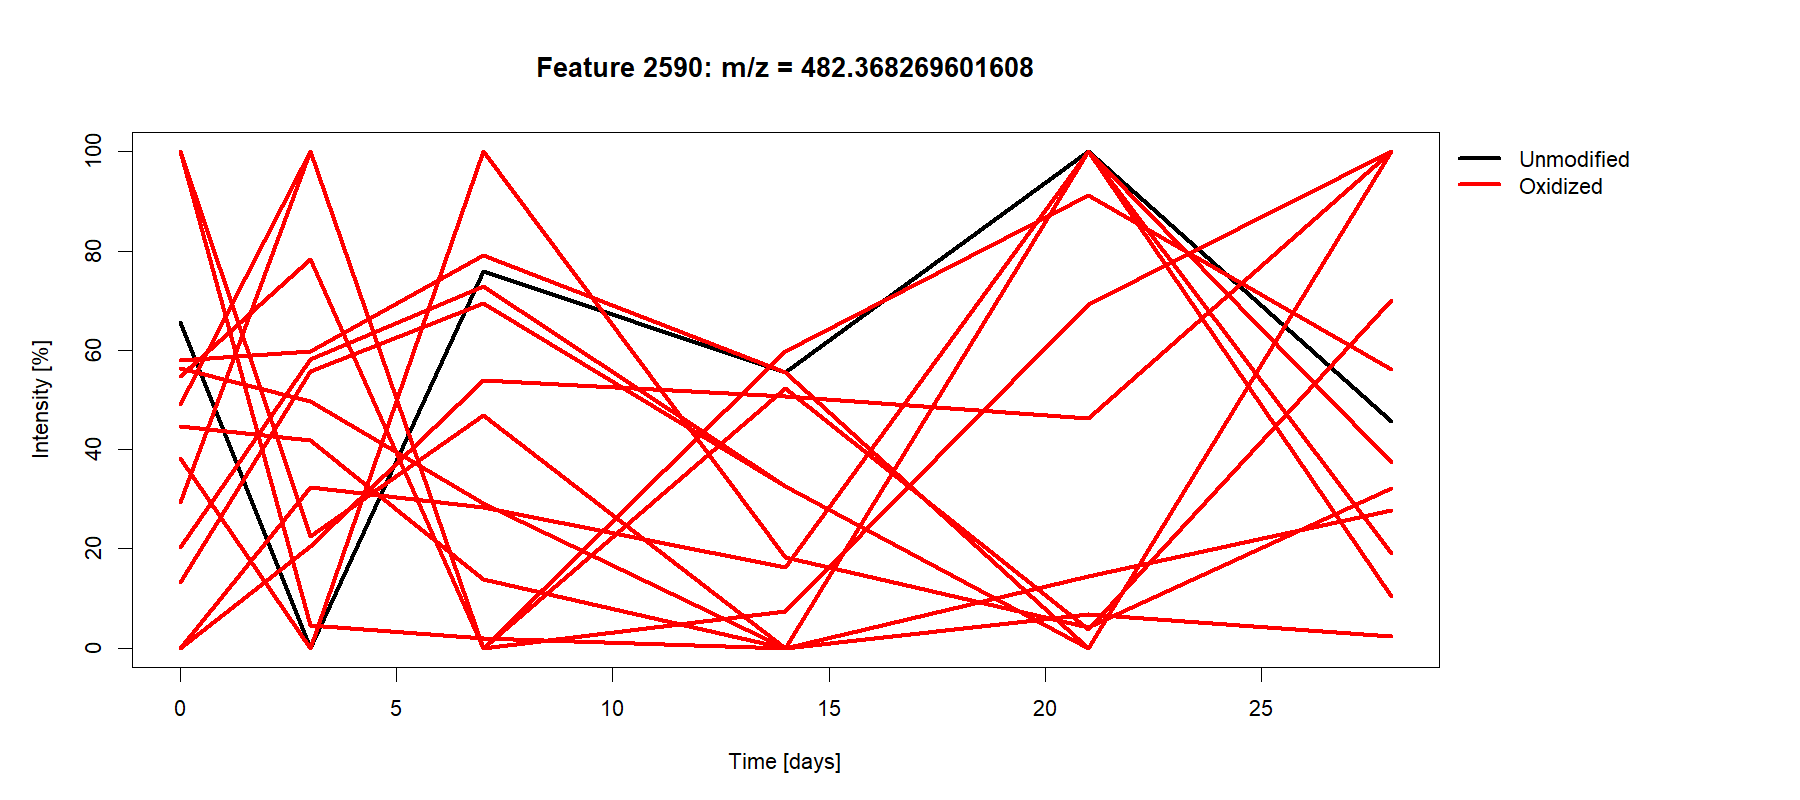 Feature 2590: m/z = 482.368269601608
Unmodified
Oxidized
Intensity [%]
100
80
60
40
20
0
0 5 10 15 20 25
Time [days]